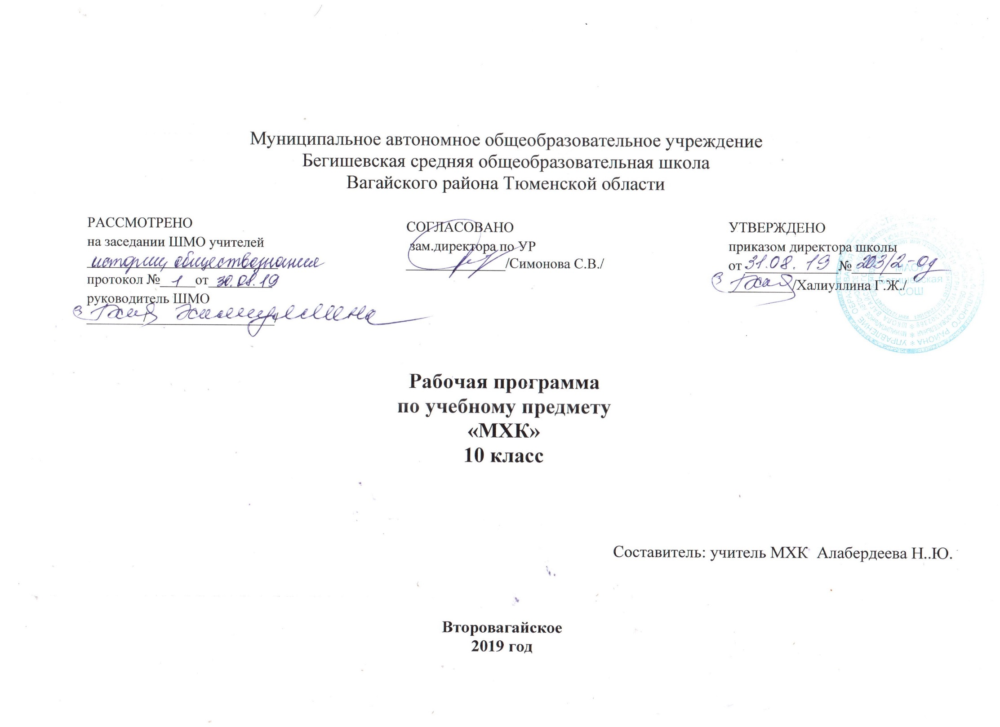 Муниципальное автономное общеобразовательное учреждение
Бегишевская средняя общеобразовательная школа
Вагайского района Тюменской области
РАССМОТРЕНО
на заседании ШМО учителей
истории, обществознания
протокол № 1 от 30.08.19
руководитель ШМО
Халиуллина
СОГЛАСОВАНО
зам.директора по УР
/Симонова С.В./
УТВЕРЖДЕНО
приказом директора школы
от 31.08.19 № 203/2-од
/Халиуллина Г.Ж./
МАОУ
Бегишевская
СОШ
Рабочая программа
по учебному предмету
«МХК»
10 класс
Составитель: учитель МХК Алабердеева Н..Ю.
Второвагайское
2019 год